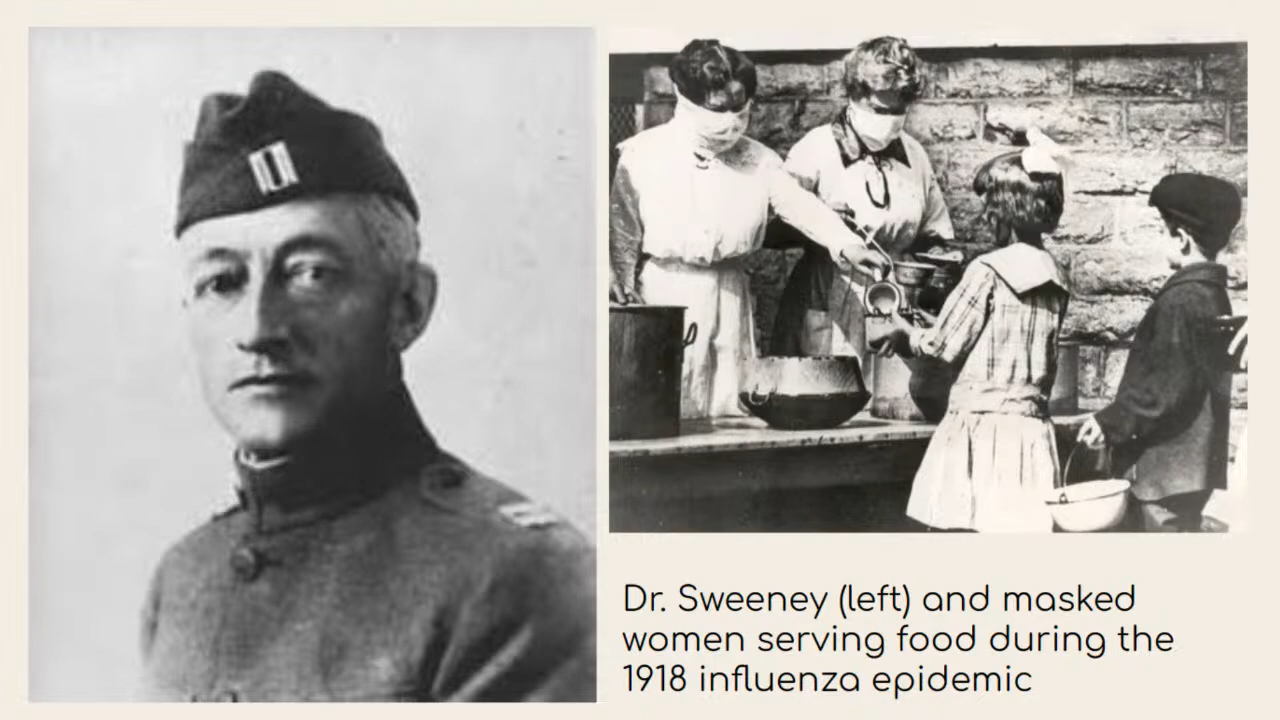 Dr. Sweeney (left) and masked
women serving food during the
1918 influenza epidemic